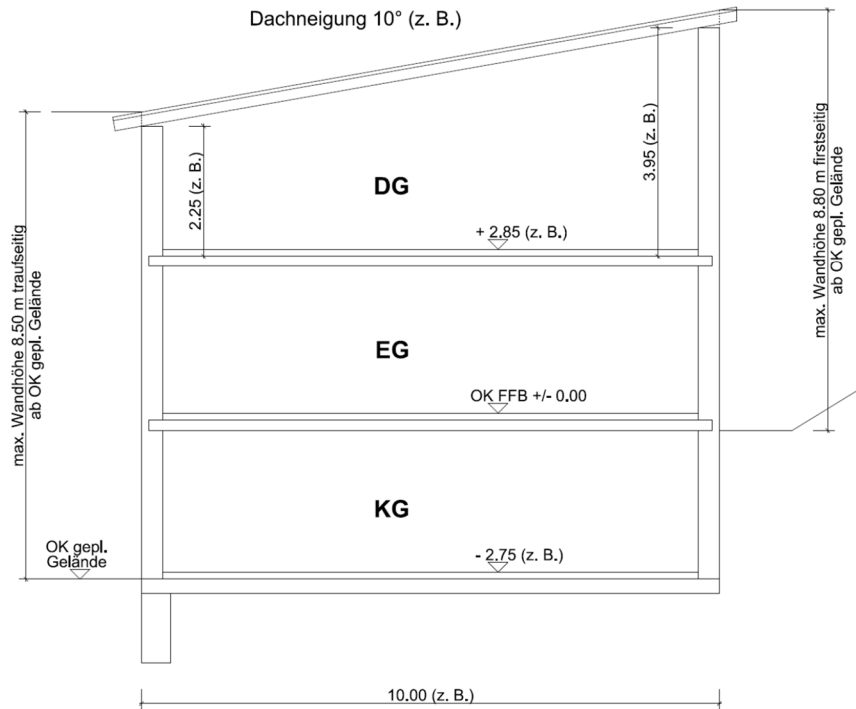 Dachneigung 10° (z. B.)
max. Wandhöhe 8.50 m traufseitig
ab OK gepl. Gelände
2.25 (z. B.)
DG
3.95 (z. B.)
max. Wandhöhe 8.80 m firstseitig
ab OK gepl. Gelände
+ 2.85 (z. B.)
EG
OK FFB +/- 0.00
KG
OK gepl.
Gelände
- 2.75 (z. B.)
10.00 (z. B.)